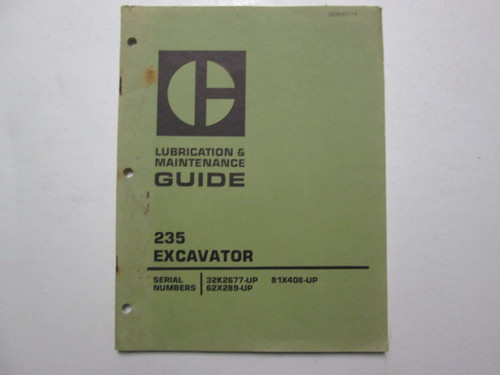 LUBRICATION &
MAINTENANCE
GUIDE
235
EXCAVATOR
SERIAL NUMBERS
32K2677-UP 81X408-UP
62X289-UP